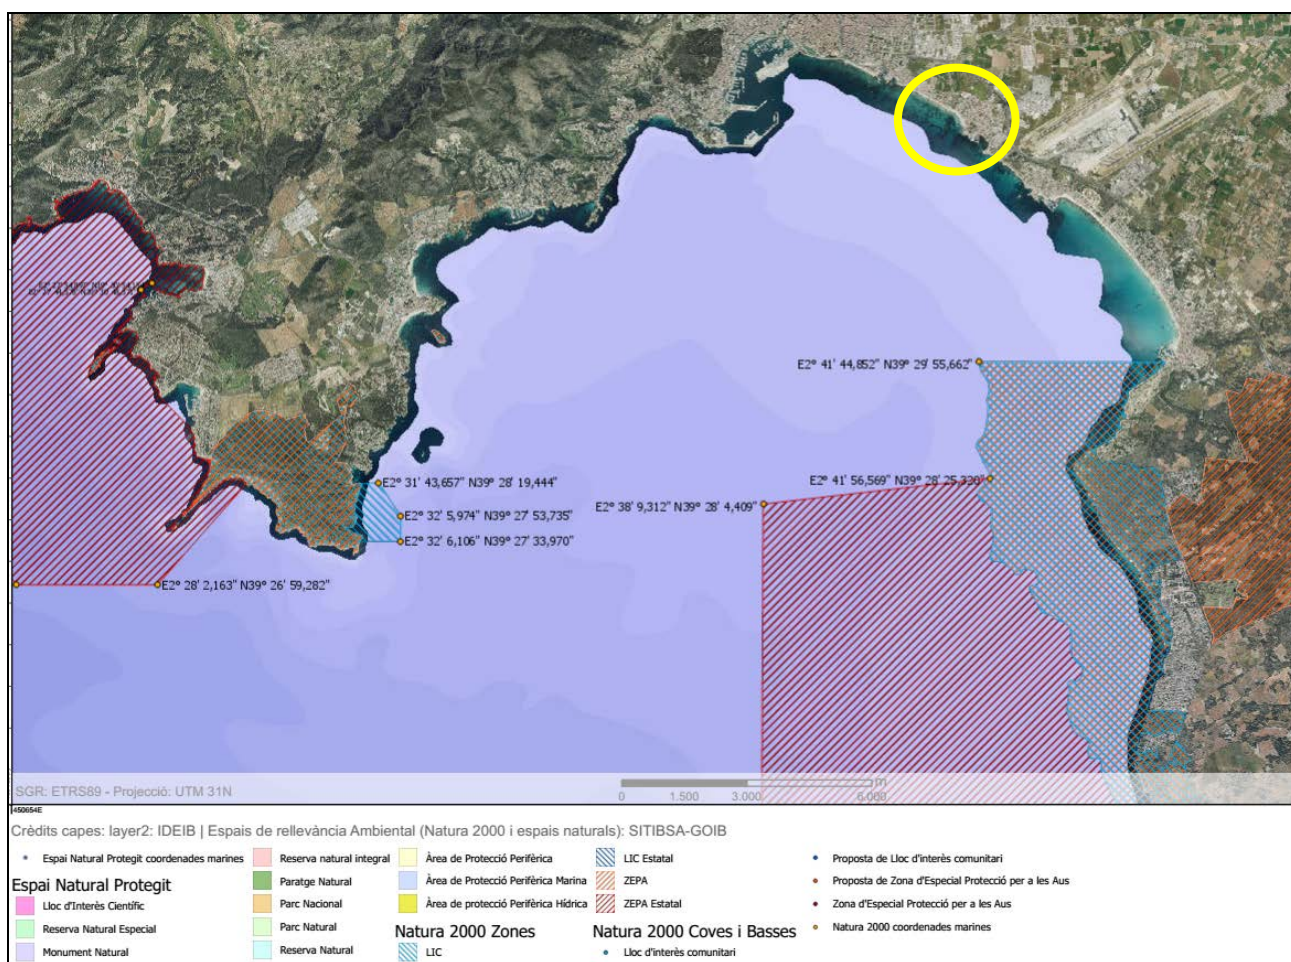 E2° 41' 44,852" N39° 29' 55,662"
E2° 31' 43,657" N39° 28' 19,444"
E2° 41' 56,569" N39° 28' 25,320"
E2° 38' 9,312" N39° 28' 4,409"
E2° 32' 5,974" N39° 27' 53,735"
E2° 32' 6,106" N39° 27' 33,970"
E2° 28' 2,163" N39° 26' 59,282"
SGR: ETRS89 - Projecció: UTM 31N
m
0 1.500 3.000 6.000
450654E
Crèdits capes: layer2: IDEIB | Espais de rellevància Ambiental (Natura 2000 i espais naturals): SITIBSA-GOIB
Espai Natural Protegit coordenades marines
Espai Natural Protegit
Lloc d'Interès Científic
Reserva Natural Especial
Monument Natural
Reserva natural integral
Paratge Natural
Parc Nacional
Parc Natural
Reserva Natural
Àrea de Protecció Perifèrica
Àrea de Protecció Perifèrica Marina
Àrea de protecció Perifèrica Hídrica
Natura 2000 Zones
LIC
LIC Estatal
ZEPA
ZEPA Estatal
Natura 2000 Coves i Basses
Lloc d'interès comunitari
Proposta de Lloc d'interès comunitari
Proposta de Zona d'Especial Protecció per a les Aus
Zona d'Especial Protecció per a les Aus
Natura 2000 coordenades marines